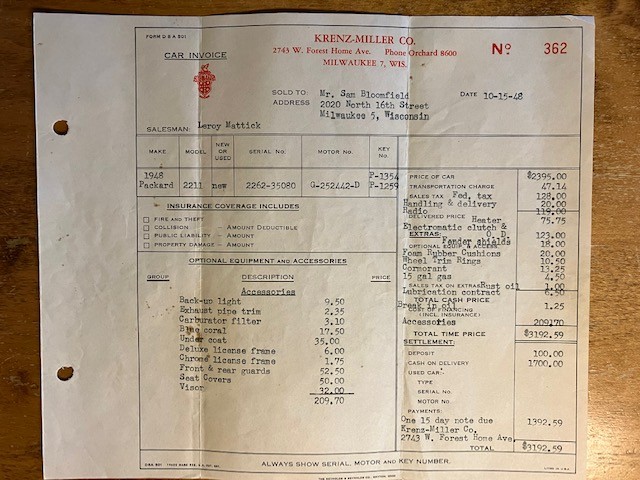 FORM D B A 801
KRENZ-MILLER CO.
2743 W. Forest Home Ave. Phone Orchard 8600
MILWAUKEE 7, WIS.
No 362
CAR INVOICE
SOLD TO: Mr. Sam Bloomfield
ADDRESS 2020 North 16th Street
Milwaukee 5, Wisconsin
DATE 10-15-48
SALESMAN: Leroy Mattick
MAKE MODEL NEW OR USED SERIAL No. MOTOR No. KEY No.
1948 Packard 2211 new 2262-35080 G-252442-D P-1354 P-1259
INSURANCE COVERAGE INCLUDES
FIRE AND THEFT
COLLISION - AMOUNT DEDUCTIBLE
PUBLIC LIABILITY - AMOUNT
PROPERTY DAMAGE - AMOUNT
OPTIONAL EQUIPMENT AND ACCESSORIES
GROUP DESCRIPTION PRICE
Accessories
Back-up light 9.50
Exhaust pipe trim 2.35
Carburator filter 3.10
Blue coral 17.50
Under coat 35.00
Deluxe license frame 6.00
Chrome license frame 1.75
Front & rear guards 52.50
Seat Covers 50.00
Visor 32.00
209.70
PRICE OF CAR $2395.00
TRANSPORTATION CHARGE 47.14
SALES TAX Fed. tax 128.00
Handling & delivery 20.00
Radio 119.00
DELIVERED PRICE Heater 75.75
Electromatic clutch &
EXTRAS: O. D. 123.00
OPTIONAL EQUIP. & ACCESS. Fender shields 18.00
Foam Rubber Cushions 20.00
Wheel Trim Rings 10.50
Cormorant 13.25
15 gal gas 4.50
SALES TAX ON EXTRAS Rust oil 1.00
Lubrication contract
TOTAL CASH PRICE
Break in oil 1.25
COST OF FINANCING
(INCL. INSURANCE)
Accessories 209.70
TOTAL TIME PRICE $3192.59
SETTLEMENT:
DEPOSIT 100.00
CASH ON DELIVERY 1700.00
USED CAR:
TYPE
SERIAL No.
MOTOR No.
PAYMENTS:
One 15 day note due 1392.59
Krenz-Miller Co.
2743 W. Forest Home Ave.
TOTAL $3192.59
ALWAYS SHOW SERIAL, MOTOR AND KEY NUMBER.